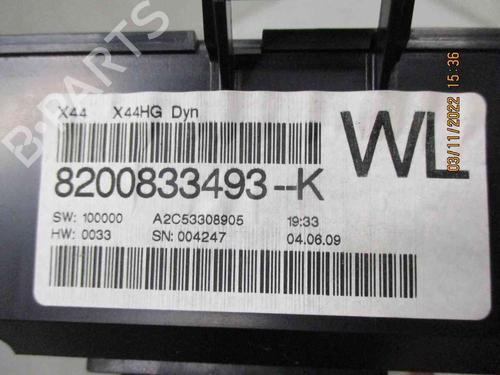 X44 X44HG Dyn
WL
8200833493--K
SW: 100000 A2C53308905 19:33
HW: 0033 SN: 004247 04.06.09
B-PARTS
03/11/2022 15:36